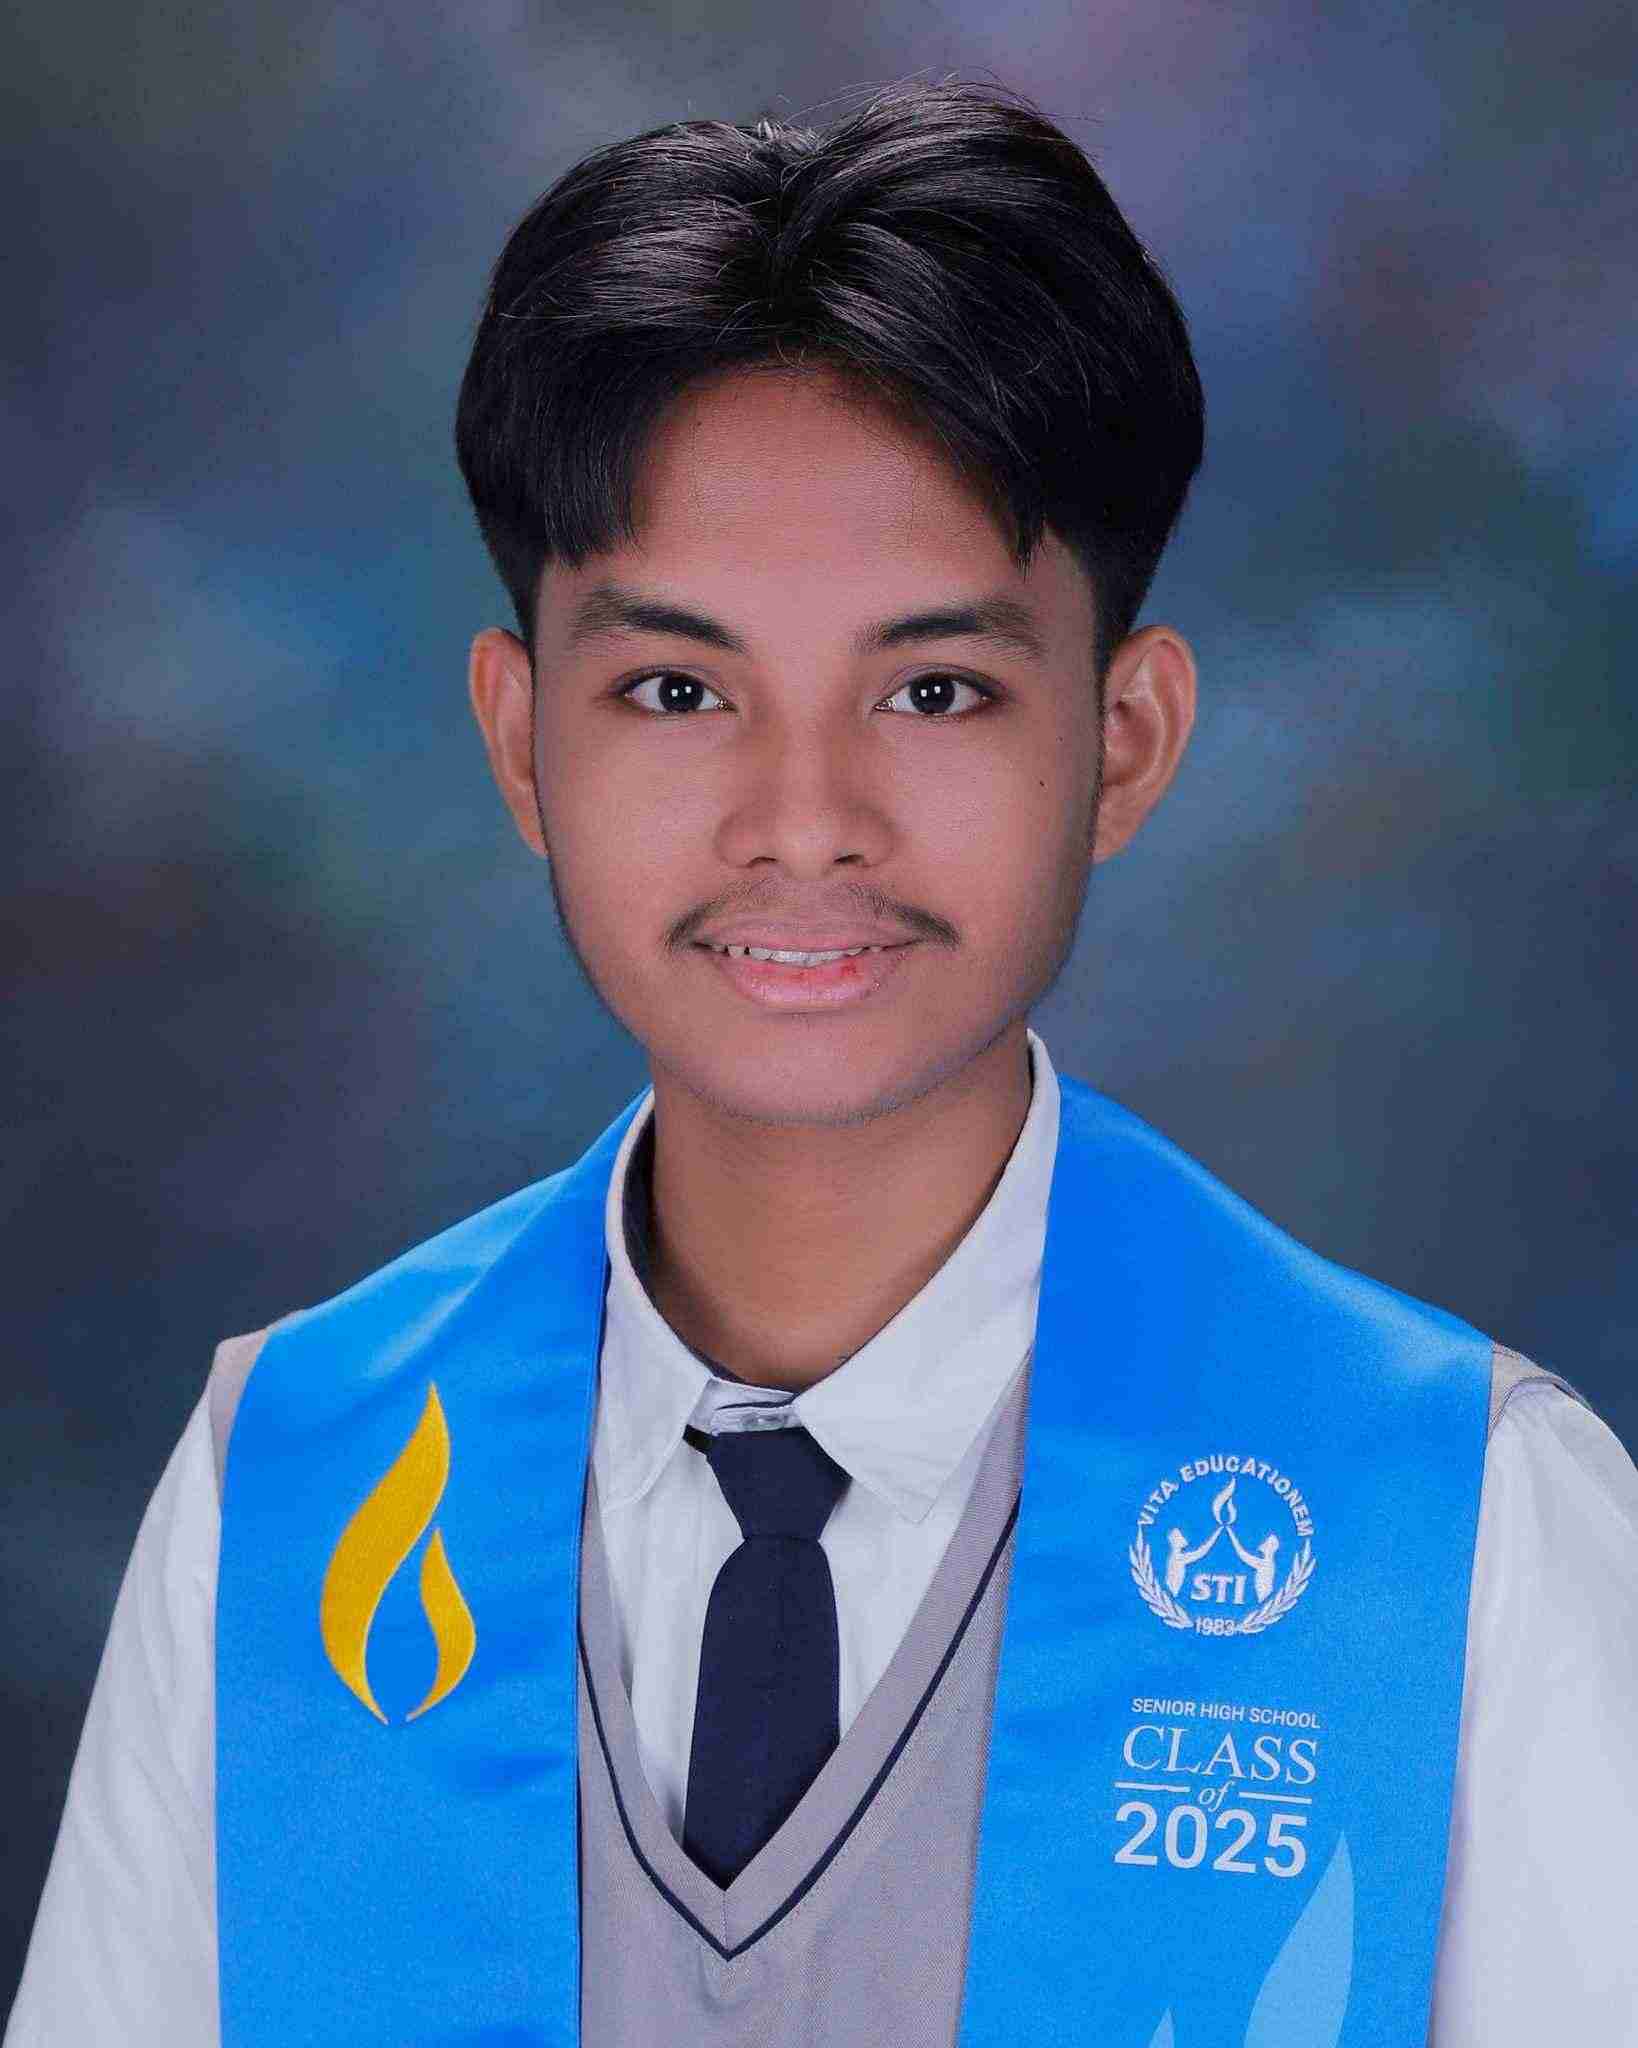 VITA EDUCATIONEM
STI
1983
SENIOR HIGH SCHOOL
CLASS
of
2025